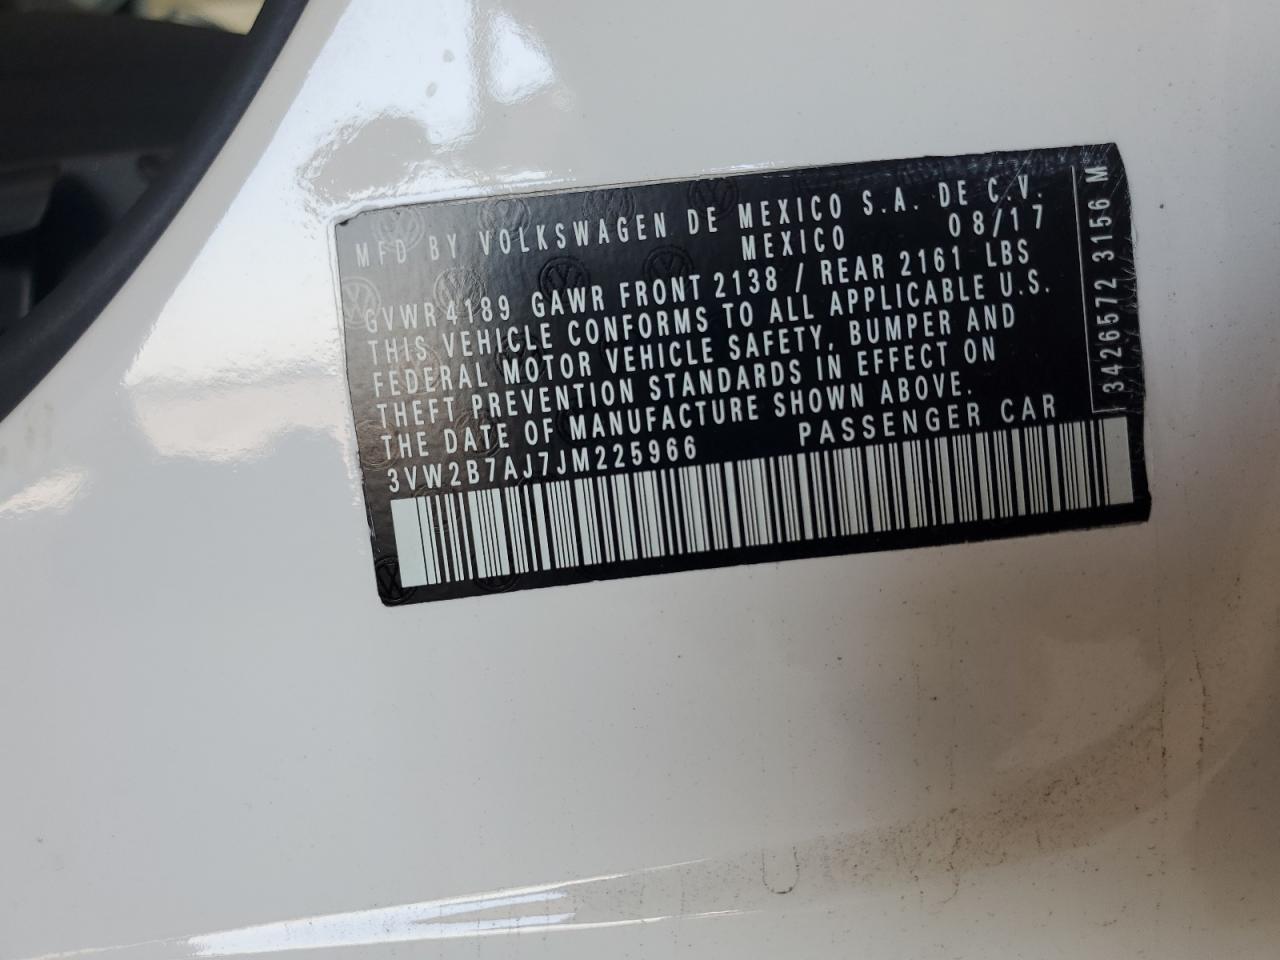 MFD BY VOLKSWAGEN DE MEXICO S.A. DE C.V.
MEXICO 08/17
GVWR 4189 GAWR FRONT 2138 / REAR 2161 LBS
THIS VEHICLE CONFORMS TO ALL APPLICABLE U.S.
FEDERAL MOTOR VEHICLE SAFETY, BUMPER AND
THEFT PREVENTION STANDARDS IN EFFECT ON
THE DATE OF MANUFACTURE SHOWN ABOVE.
3VW2B7AJ7JM225966 PASSENGER CAR
3426572 3156 M